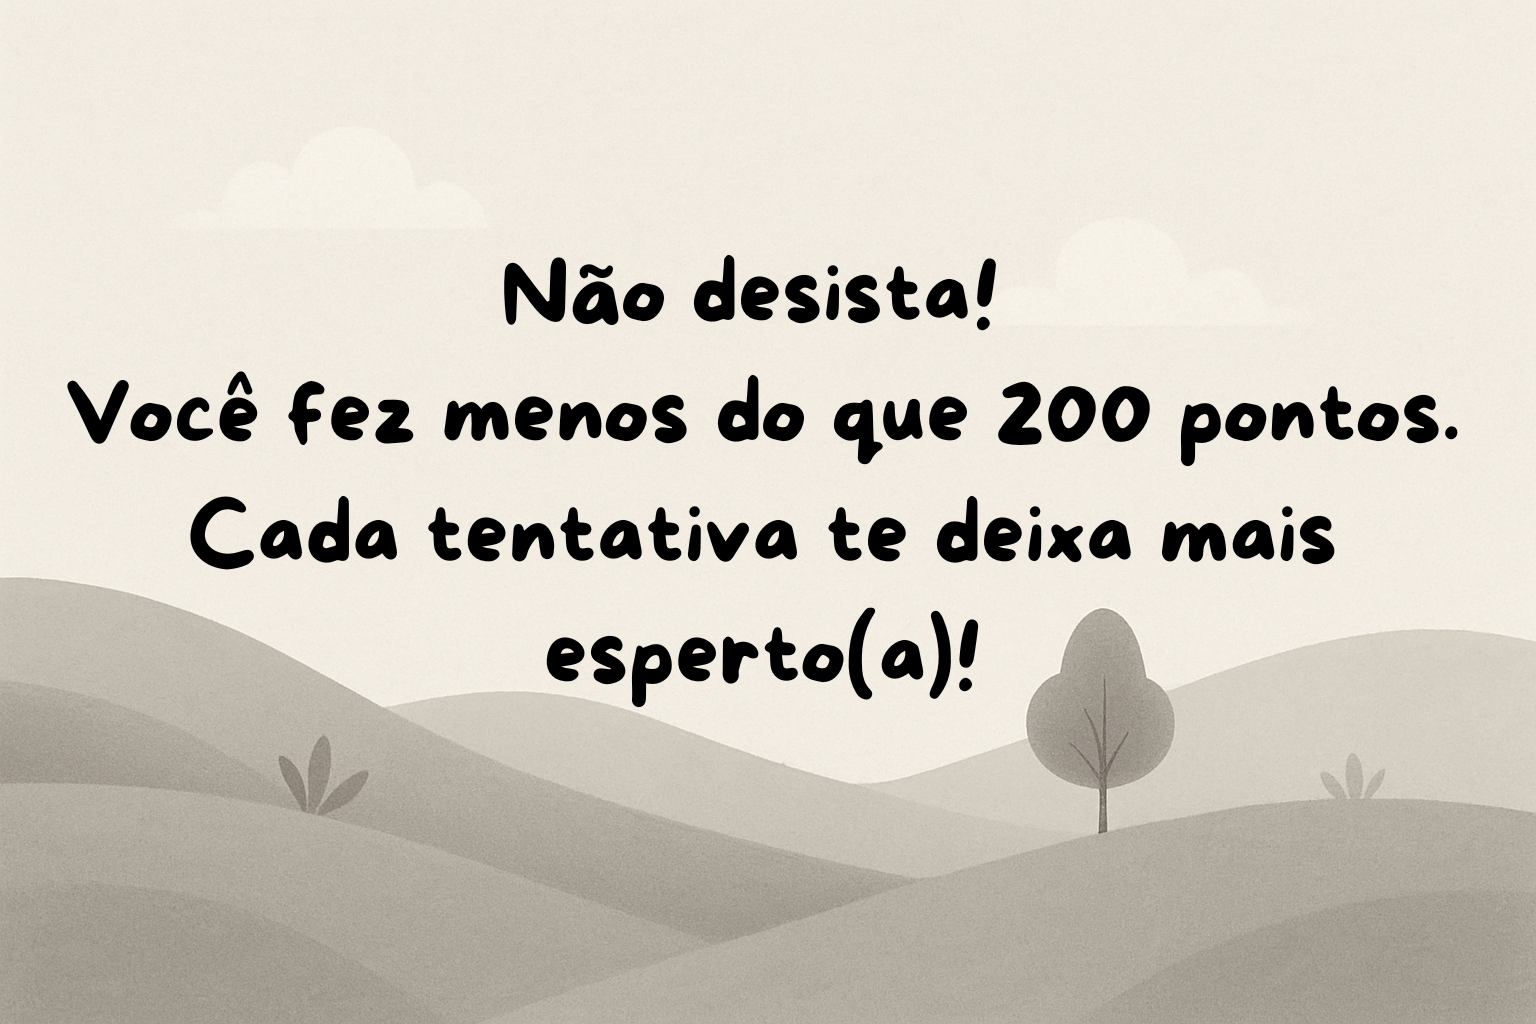 Não desista!
Você fez menos do que 200 pontos.
Cada tentativa te deixa mais
esperto(a)!